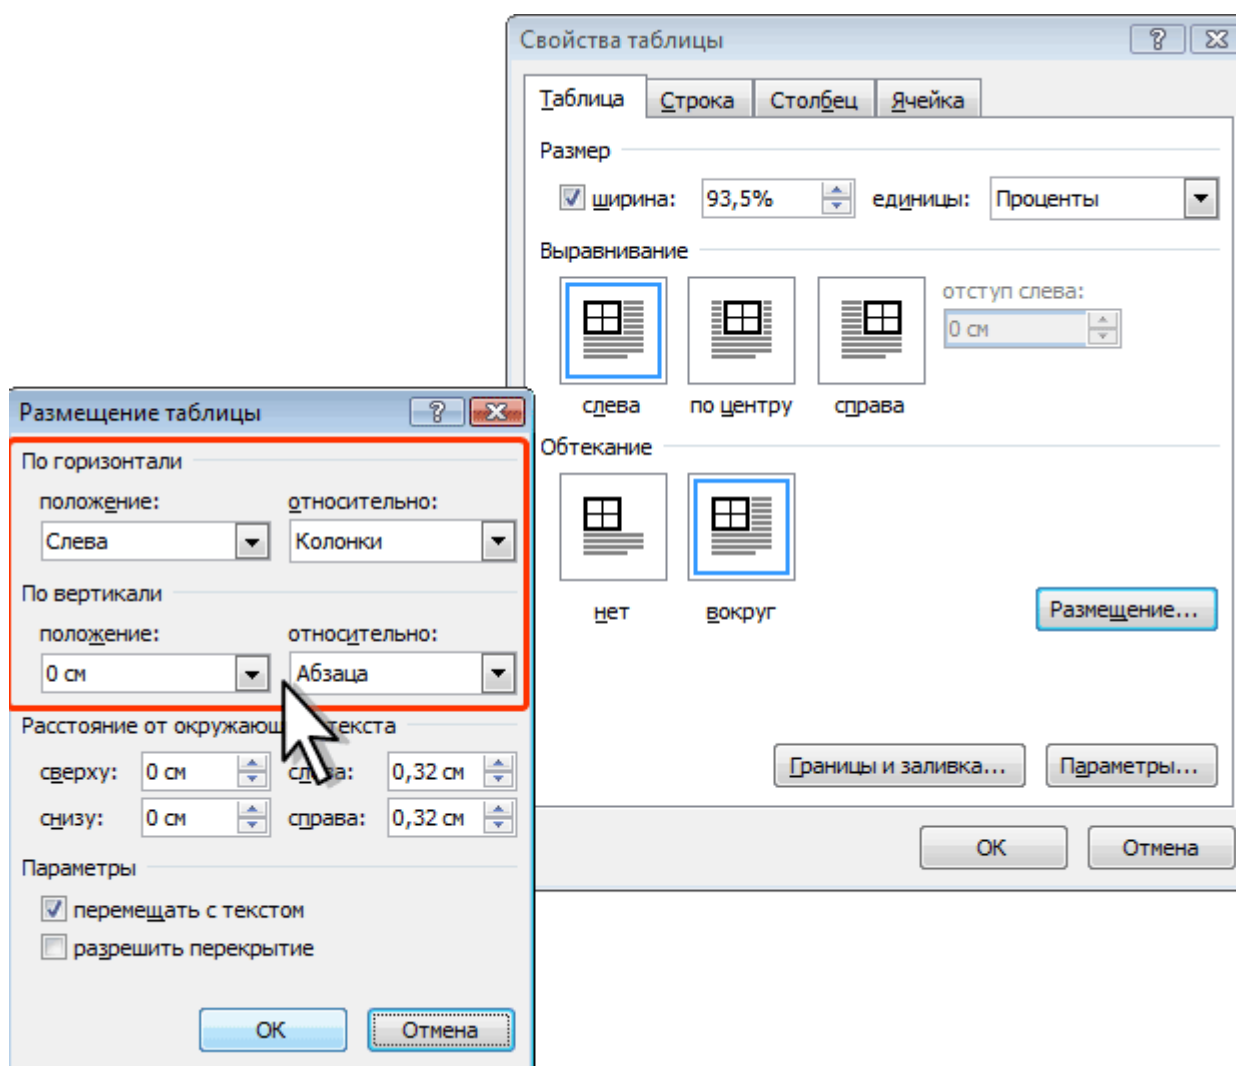 Свойства таблицы
Таблица Строка Столбец Ячейка
Размер
ширина: 93,5% единицы: Проценты
Выравнивание
отступ слева:
0 см
слева по центру справа
Обтекание
нет вокруг
Размещение...
Границы и заливка... Параметры...
ОК Отмена
Размещение таблицы
По горизонтали
положение: относительно:
Слева Колонки
По вертикали
положение: относительно:
0 см Абзаца
Расстояние от окружающ текста
сверху: 0 см слева: 0,32 см
снизу: 0 см справа: 0,32 см
Параметры
перемещать с текстом
разрешить перекрытие
ОК Отмена